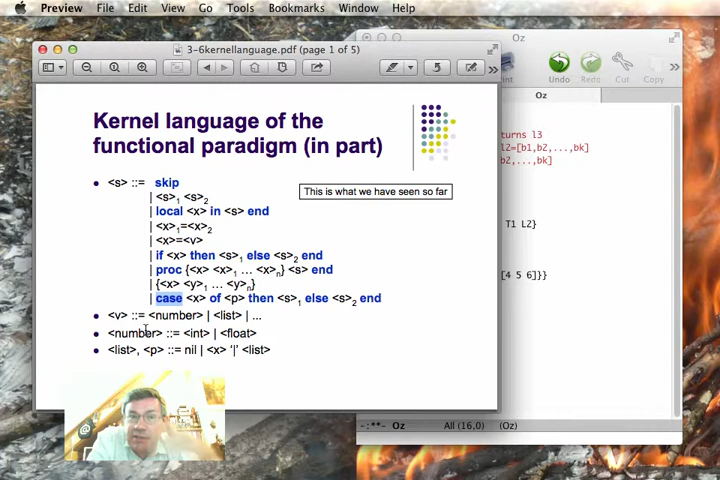 Preview File Edit View Go Tools Bookmarks Window Help
3-6kernellanguage.pdf (page 1 of 5)
Kernel language of the
functional paradigm (in part)
This is what we have seen so far
<s> ::= skip
| <s>1 <s>2
| local <x> in <s> end
| <x>1=<x>2
| <x>=<v>
| if <x> then <s>1 else <s>2 end
| proc {<x> <x>1 … <x>n} <s> end
| {<x> <y>1 … <y>n}
| case <x> of <p> then <s>1 else <s>2 end
<v> ::= <number> | <list> | ...
<number> ::= <int> | <float>
<list>, <p> ::= nil | <x> '|' <list>
Oz
Undo Redo Cut Copy
Oz
turns l3
l2=[b1,b2,...,bk]
b2,...,bk]
T1 L2}
[4 5 6]}}
-:**- Oz All (16,0) (Oz)